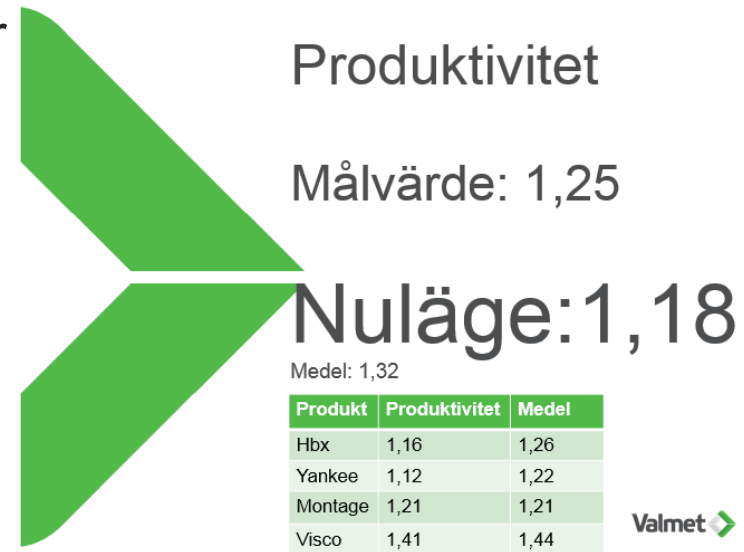 Produktivitet
Målvärde: 1,25
Nuläge:1,18
Medel: 1,32
Produkt Produktivitet Medel
Hbx 1,16 1,26
Yankee 1,12 1,22
Montage 1,21 1,21
Visco 1,41 1,44
Valmet